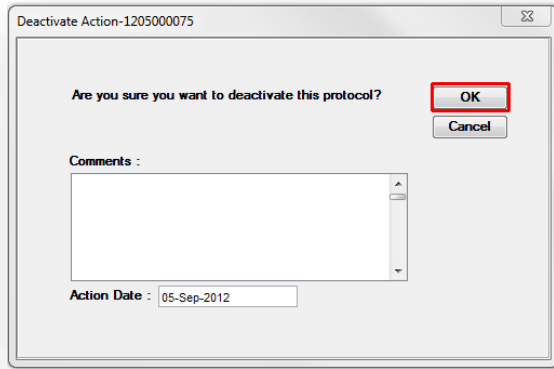 Deactivate Action-1205000075
Are you sure you want to deactivate this protocol?
OK
Cancel
Comments :
Action Date : 05-Sep-2012